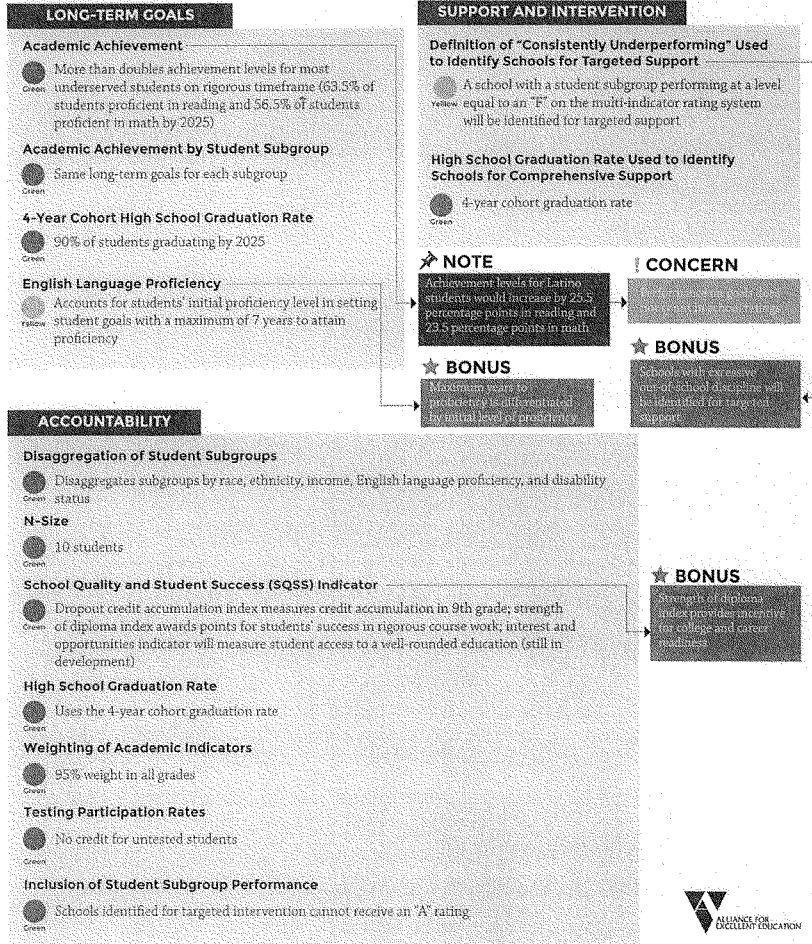 LONG-TERM GOALS
Academic Achievement
Green
More than doubles achievement levels for most
underserved students on rigorous timeframe (63.5% of
students proficient in reading and 56.5% of students
proficient in math by 2025)
Academic Achievement by Student Subgroup
Green
Same long-term goals for each subgroup
4-Year Cohort High School Graduation Rate
Green
90% of students graduating by 2025
English Language Proficiency
Yellow
Accounts for students' initial proficiency level in setting
student goals with a maximum of 7 years to attain
proficiency
SUPPORT AND INTERVENTION
Definition of "Consistently Underperforming" Used
to Identify Schools for Targeted Support
Yellow
A school with a student subgroup performing at a level
equal to an "F" on the multi-indicator rating system
will be identified for targeted support
High School Graduation Rate Used to Identify
Schools for Comprehensive Support
Green
4-year cohort graduation rate
NOTE
Achievement levels for Latino
students would increase by 25.5
percentage points in reading and
23.5 percentage points in math
! CONCERN
BONUS
Maximum years to
proficiency is differentiated
by initial level of proficiency
BONUS
Schools with excessive
out-of-school discipline will
be identified for targeted
support
ACCOUNTABILITY
Disaggregation of Student Subgroups
Green
Disaggregates subgroups by race, ethnicity, income, English language proficiency, and disability
status
N-Size
Green
10 students
School Quality and Student Success (SQSS) Indicator
Green
Dropout credit accumulation index measures credit accumulation in 9th grade; strength
of diploma index awards points for students' success in rigorous course work; interest and
opportunities indicator will measure student access to a well-rounded education (still in
development)
BONUS
Strength of diploma
index provides incentive
for college and career
readiness
High School Graduation Rate
Green
Uses the 4-year cohort graduation rate
Weighting of Academic Indicators
Green
95% weight in all grades
Testing Participation Rates
Green
No credit for untested students
Inclusion of Student Subgroup Performance
Green
Schools identified for targeted intervention cannot receive an "A" rating
ALLIANCE FOR
EXCELLENT EDUCATION